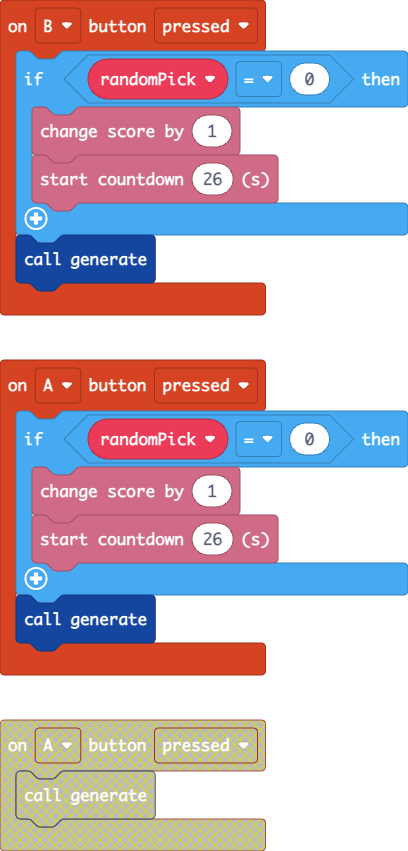 on B button pressed
if randomPick = 0 then
change score by 1
start countdown 26 (s)
call generate
on A button pressed
if randomPick = 0 then
change score by 1
start countdown 26 (s)
call generate
on A button pressed
call generate